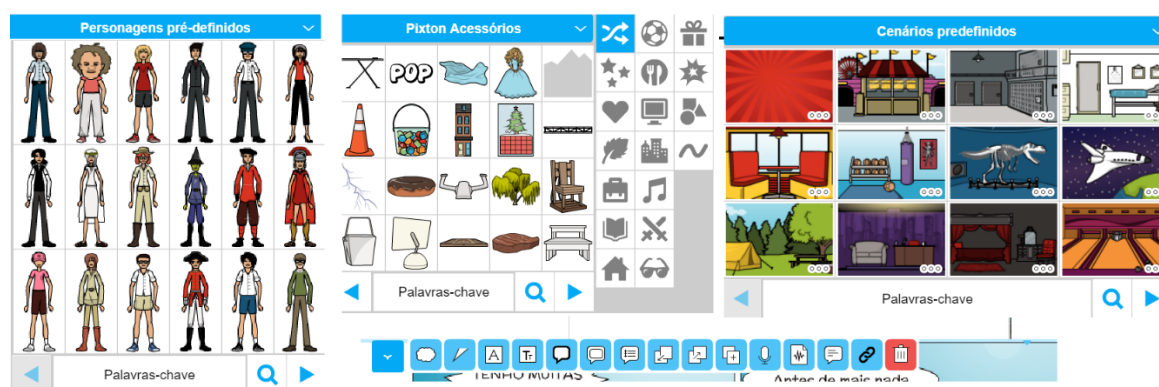 Personagens pré-definidos
Palavras-chave
Pixton Acessórios
POP
Palavras-chave
Cenários predefinidos
Palavras-chave
A
Tr
TENHO MUITAS
Antes de mais nada